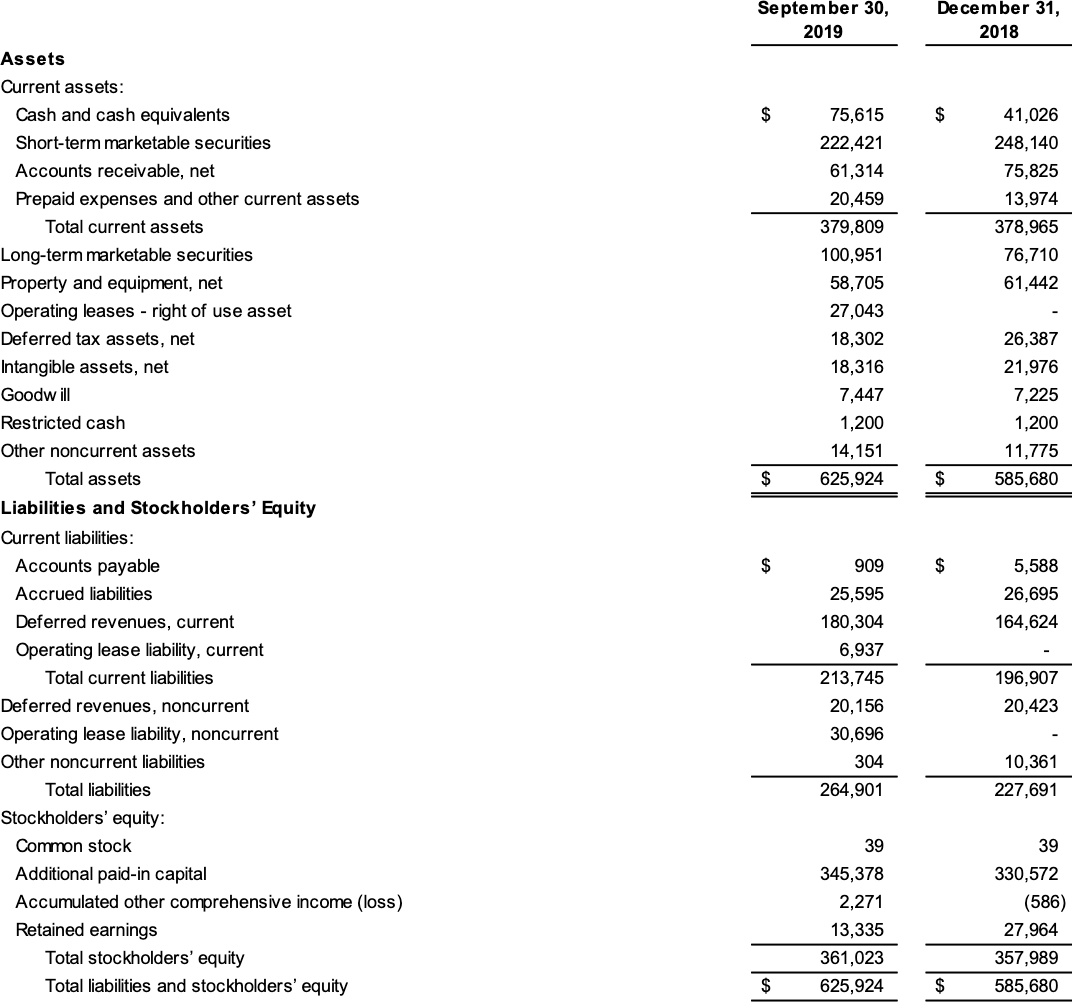 September 30, December 31,
2019 2018
Assets
Current assets:
Cash and cash equivalents $ 75,615 $ 41,026
Short-term marketable securities 222,421 248,140
Accounts receivable, net 61,314 75,825
Prepaid expenses and other current assets 20,459 13,974
Total current assets 379,809 378,965
Long-term marketable securities 100,951 76,710
Property and equipment, net 58,705 61,442
Operating leases - right of use asset 27,043 -
Deferred tax assets, net 18,302 26,387
Intangible assets, net 18,316 21,976
Goodwill 7,447 7,225
Restricted cash 1,200 1,200
Other noncurrent assets 14,151 11,775
Total assets $ 625,924 $ 585,680
Liabilities and Stockholders’ Equity
Current liabilities:
Accounts payable $ 909 $ 5,588
Accrued liabilities 25,595 26,695
Deferred revenues, current 180,304 164,624
Operating lease liability, current 6,937 -
Total current liabilities 213,745 196,907
Deferred revenues, noncurrent 20,156 20,423
Operating lease liability, noncurrent 30,696 -
Other noncurrent liabilities 304 10,361
Total liabilities 264,901 227,691
Stockholders’ equity:
Common stock 39 39
Additional paid-in capital 345,378 330,572
Accumulated other comprehensive income (loss) 2,271 (586)
Retained earnings 13,335 27,964
Total stockholders’ equity 361,023 357,989
Total liabilities and stockholders’ equity $ 625,924 $ 585,680